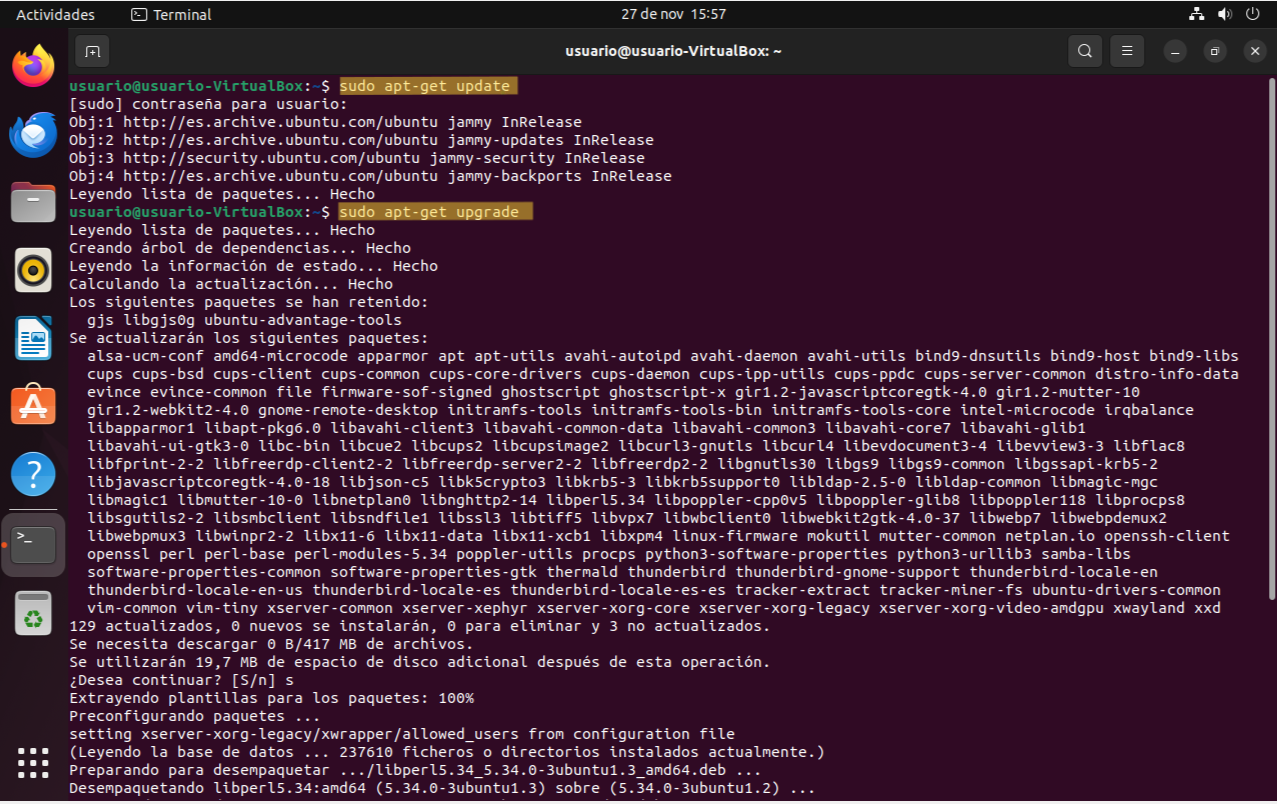 Actividades Terminal 27 de nov 15:57
usuario@usuario-VirtualBox: ~
usuario@usuario-VirtualBox:~$ sudo apt-get update
[sudo] contraseña para usuario:
Obj:1 http://es.archive.ubuntu.com/ubuntu jammy InRelease
Obj:2 http://es.archive.ubuntu.com/ubuntu jammy-updates InRelease
Obj:3 http://security.ubuntu.com/ubuntu jammy-security InRelease
Obj:4 http://es.archive.ubuntu.com/ubuntu jammy-backports InRelease
Leyendo lista de paquetes... Hecho
usuario@usuario-VirtualBox:~$ sudo apt-get upgrade
Leyendo lista de paquetes... Hecho
Creando árbol de dependencias... Hecho
Leyendo la información de estado... Hecho
Calculando la actualización... Hecho
Los siguientes paquetes se han retenido:
  gjs libgjs0g ubuntu-advantage-tools
Se actualizarán los siguientes paquetes:
  alsa-ucm-conf amd64-microcode apparmor apt apt-utils avahi-autoipd avahi-daemon avahi-utils bind9-dnsutils bind9-host bind9-libs
  cups cups-bsd cups-client cups-common cups-core-drivers cups-daemon cups-ipp-utils cups-ppdc cups-server-common distro-info-data
  evince evince-common file firmware-sof-signed ghostscript ghostscript-x gir1.2-javascriptcoregtk-4.0 gir1.2-mutter-10
  gir1.2-webkit2-4.0 gnome-remote-desktop initramfs-tools initramfs-tools-bin initramfs-tools-core intel-microcode irqbalance
  libapparmor1 libapt-pkg6.0 libavahi-client3 libavahi-common-data libavahi-common3 libavahi-core7 libavahi-glib1
  libavahi-ui-gtk3-0 libc-bin libcue2 libcups2 libcupsimage2 libcurl3-gnutls libcurl4 libevdocument3-4 libevview3-3 libflac8
  libfprint-2-2 libfreerdp-client2-2 libfreerdp-server2-2 libfreerdp2-2 libgnutls30 libgs9 libgs9-common libgssapi-krb5-2
  libjavascriptcoregtk-4.0-18 libjson-c5 libk5crypto3 libkrb5-3 libkrb5support0 libldap-2.5-0 libldap-common libmagic-mgc
  libmagic1 libmutter-10-0 libnetplan0 libnghttp2-14 libperl5.34 libpoppler-cpp0v5 libpoppler-glib8 libpoppler118 libprocps8
  libsgutils2-2 libsmbclient libsndfile1 libssl3 libtiff5 libvpx7 libwbclient0 libwebkit2gtk-4.0-37 libwebp7 libwebpdemux2
  libwebpmux3 libwinpr2-2 libx11-6 libx11-data libx11-xcb1 libxpm4 linux-firmware mokutil mutter-common netplan.io openssh-client
  openssl perl perl-base perl-modules-5.34 poppler-utils procps python3-software-properties python3-urllib3 samba-libs
  software-properties-common software-properties-gtk thermald thunderbird thunderbird-gnome-support thunderbird-locale-en
  thunderbird-locale-en-us thunderbird-locale-es thunderbird-locale-es-es tracker-extract tracker-miner-fs ubuntu-drivers-common
  vim-common vim-tiny xserver-common xserver-xephyr xserver-xorg-core xserver-xorg-legacy xserver-xorg-video-amdgpu xwayland xxd
129 actualizados, 0 nuevos se instalarán, 0 para eliminar y 3 no actualizados.
Se necesita descargar 0 B/417 MB de archivos.
Se utilizarán 19,7 MB de espacio de disco adicional después de esta operación.
¿Desea continuar? [S/n] s
Extrayendo plantillas para los paquetes: 100%
Preconfigurando paquetes ...
setting xserver-xorg-legacy/xwrapper/allowed_users from configuration file
(Leyendo la base de datos ... 237610 ficheros o directorios instalados actualmente.)
Preparando para desempaquetar .../libperl5.34_5.34.0-3ubuntu1.3_amd64.deb ...
Desempaquetando libperl5.34:amd64 (5.34.0-3ubuntu1.3) sobre (5.34.0-3ubuntu1.2) ...